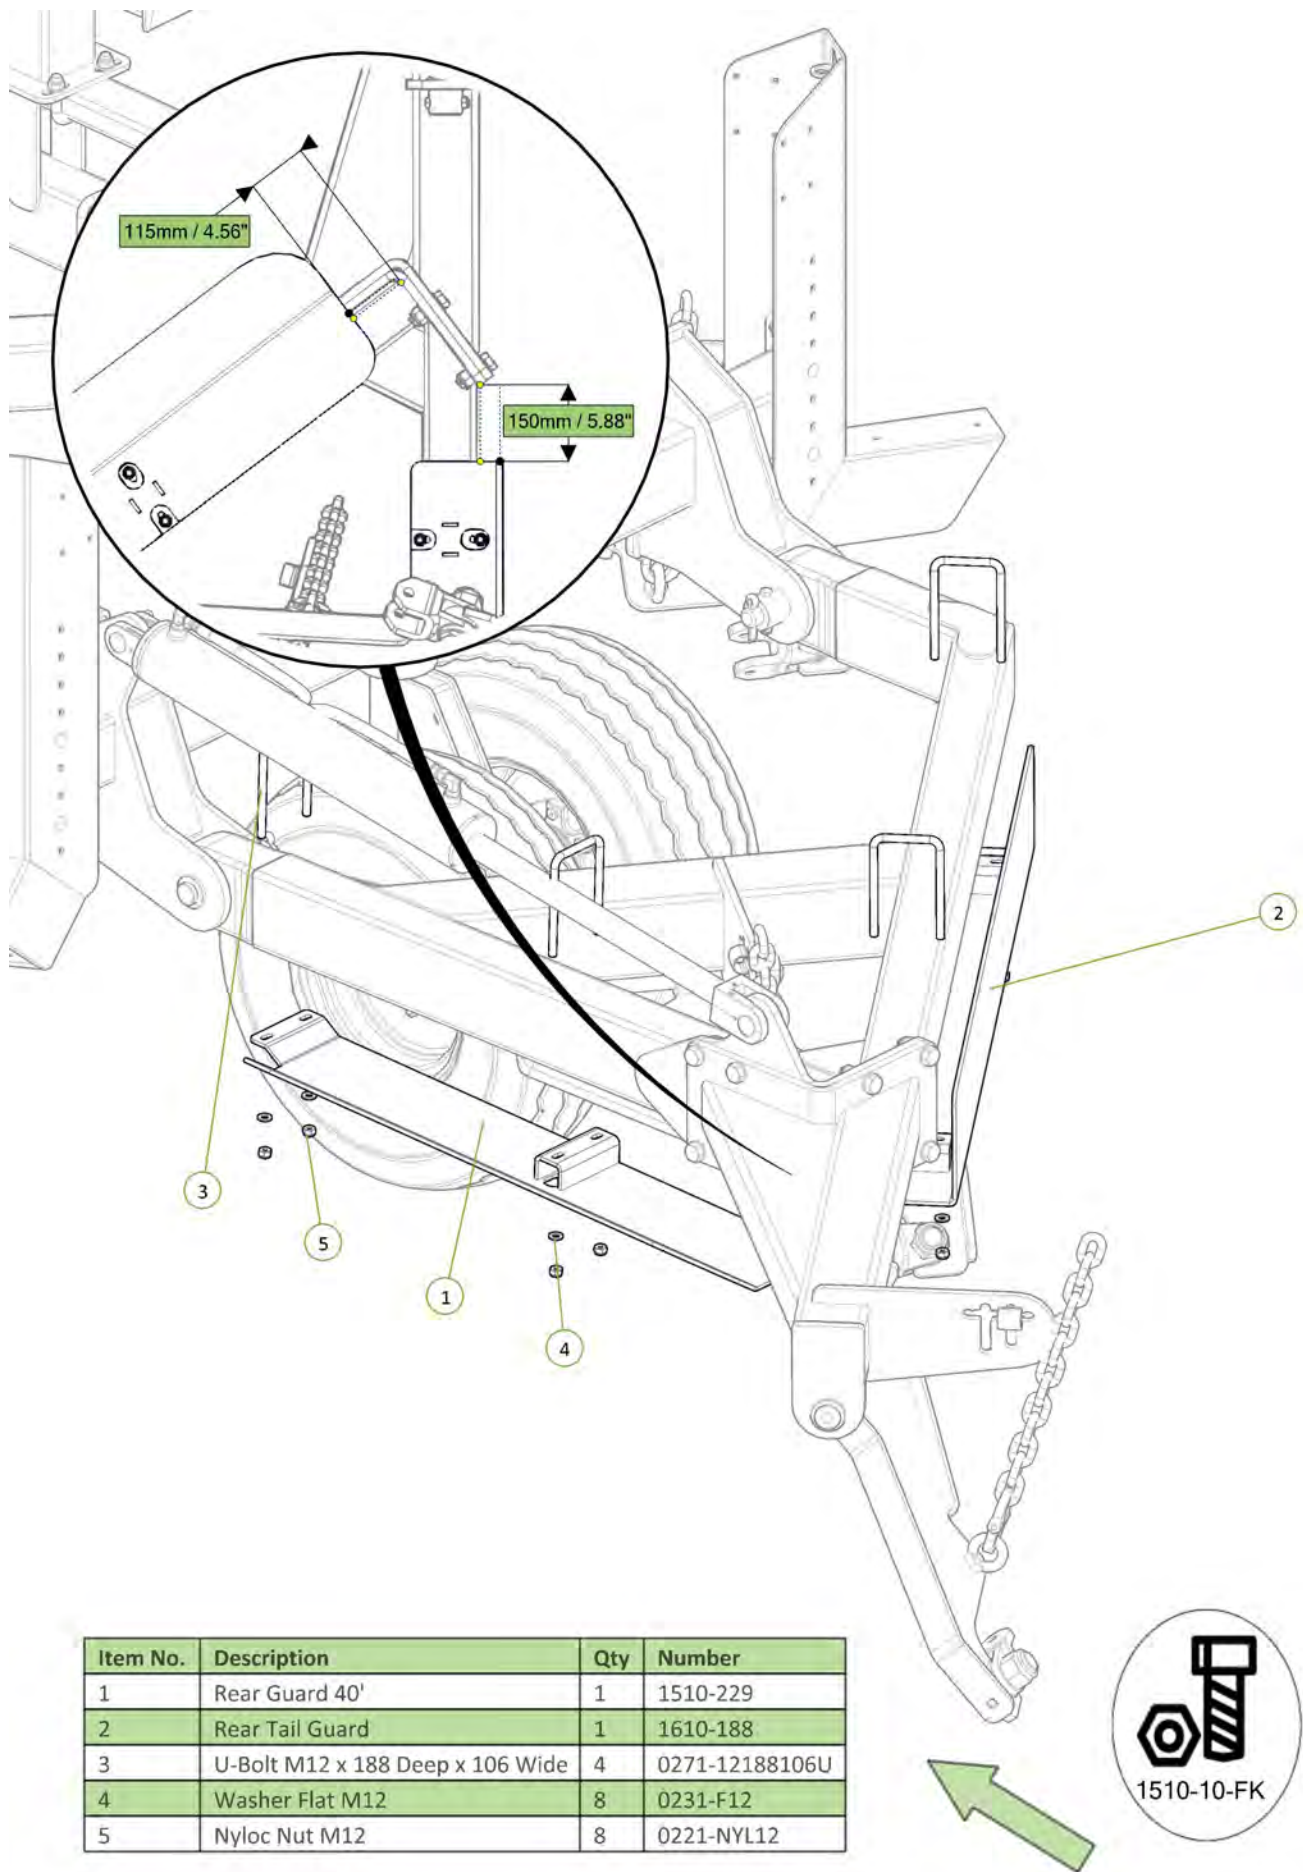 115mm / 4.56"
150mm / 5.88"
2
3
5
1
4
Item No. Description Qty Number
1 Rear Guard 40' 1 1510-229
2 Rear Tail Guard 1 1610-188
3 U-Bolt M12 x 188 Deep x 106 Wide 4 0271-12188106U
4 Washer Flat M12 8 0231-F12
5 Nyloc Nut M12 8 0221-NYL12
1510-10-FK